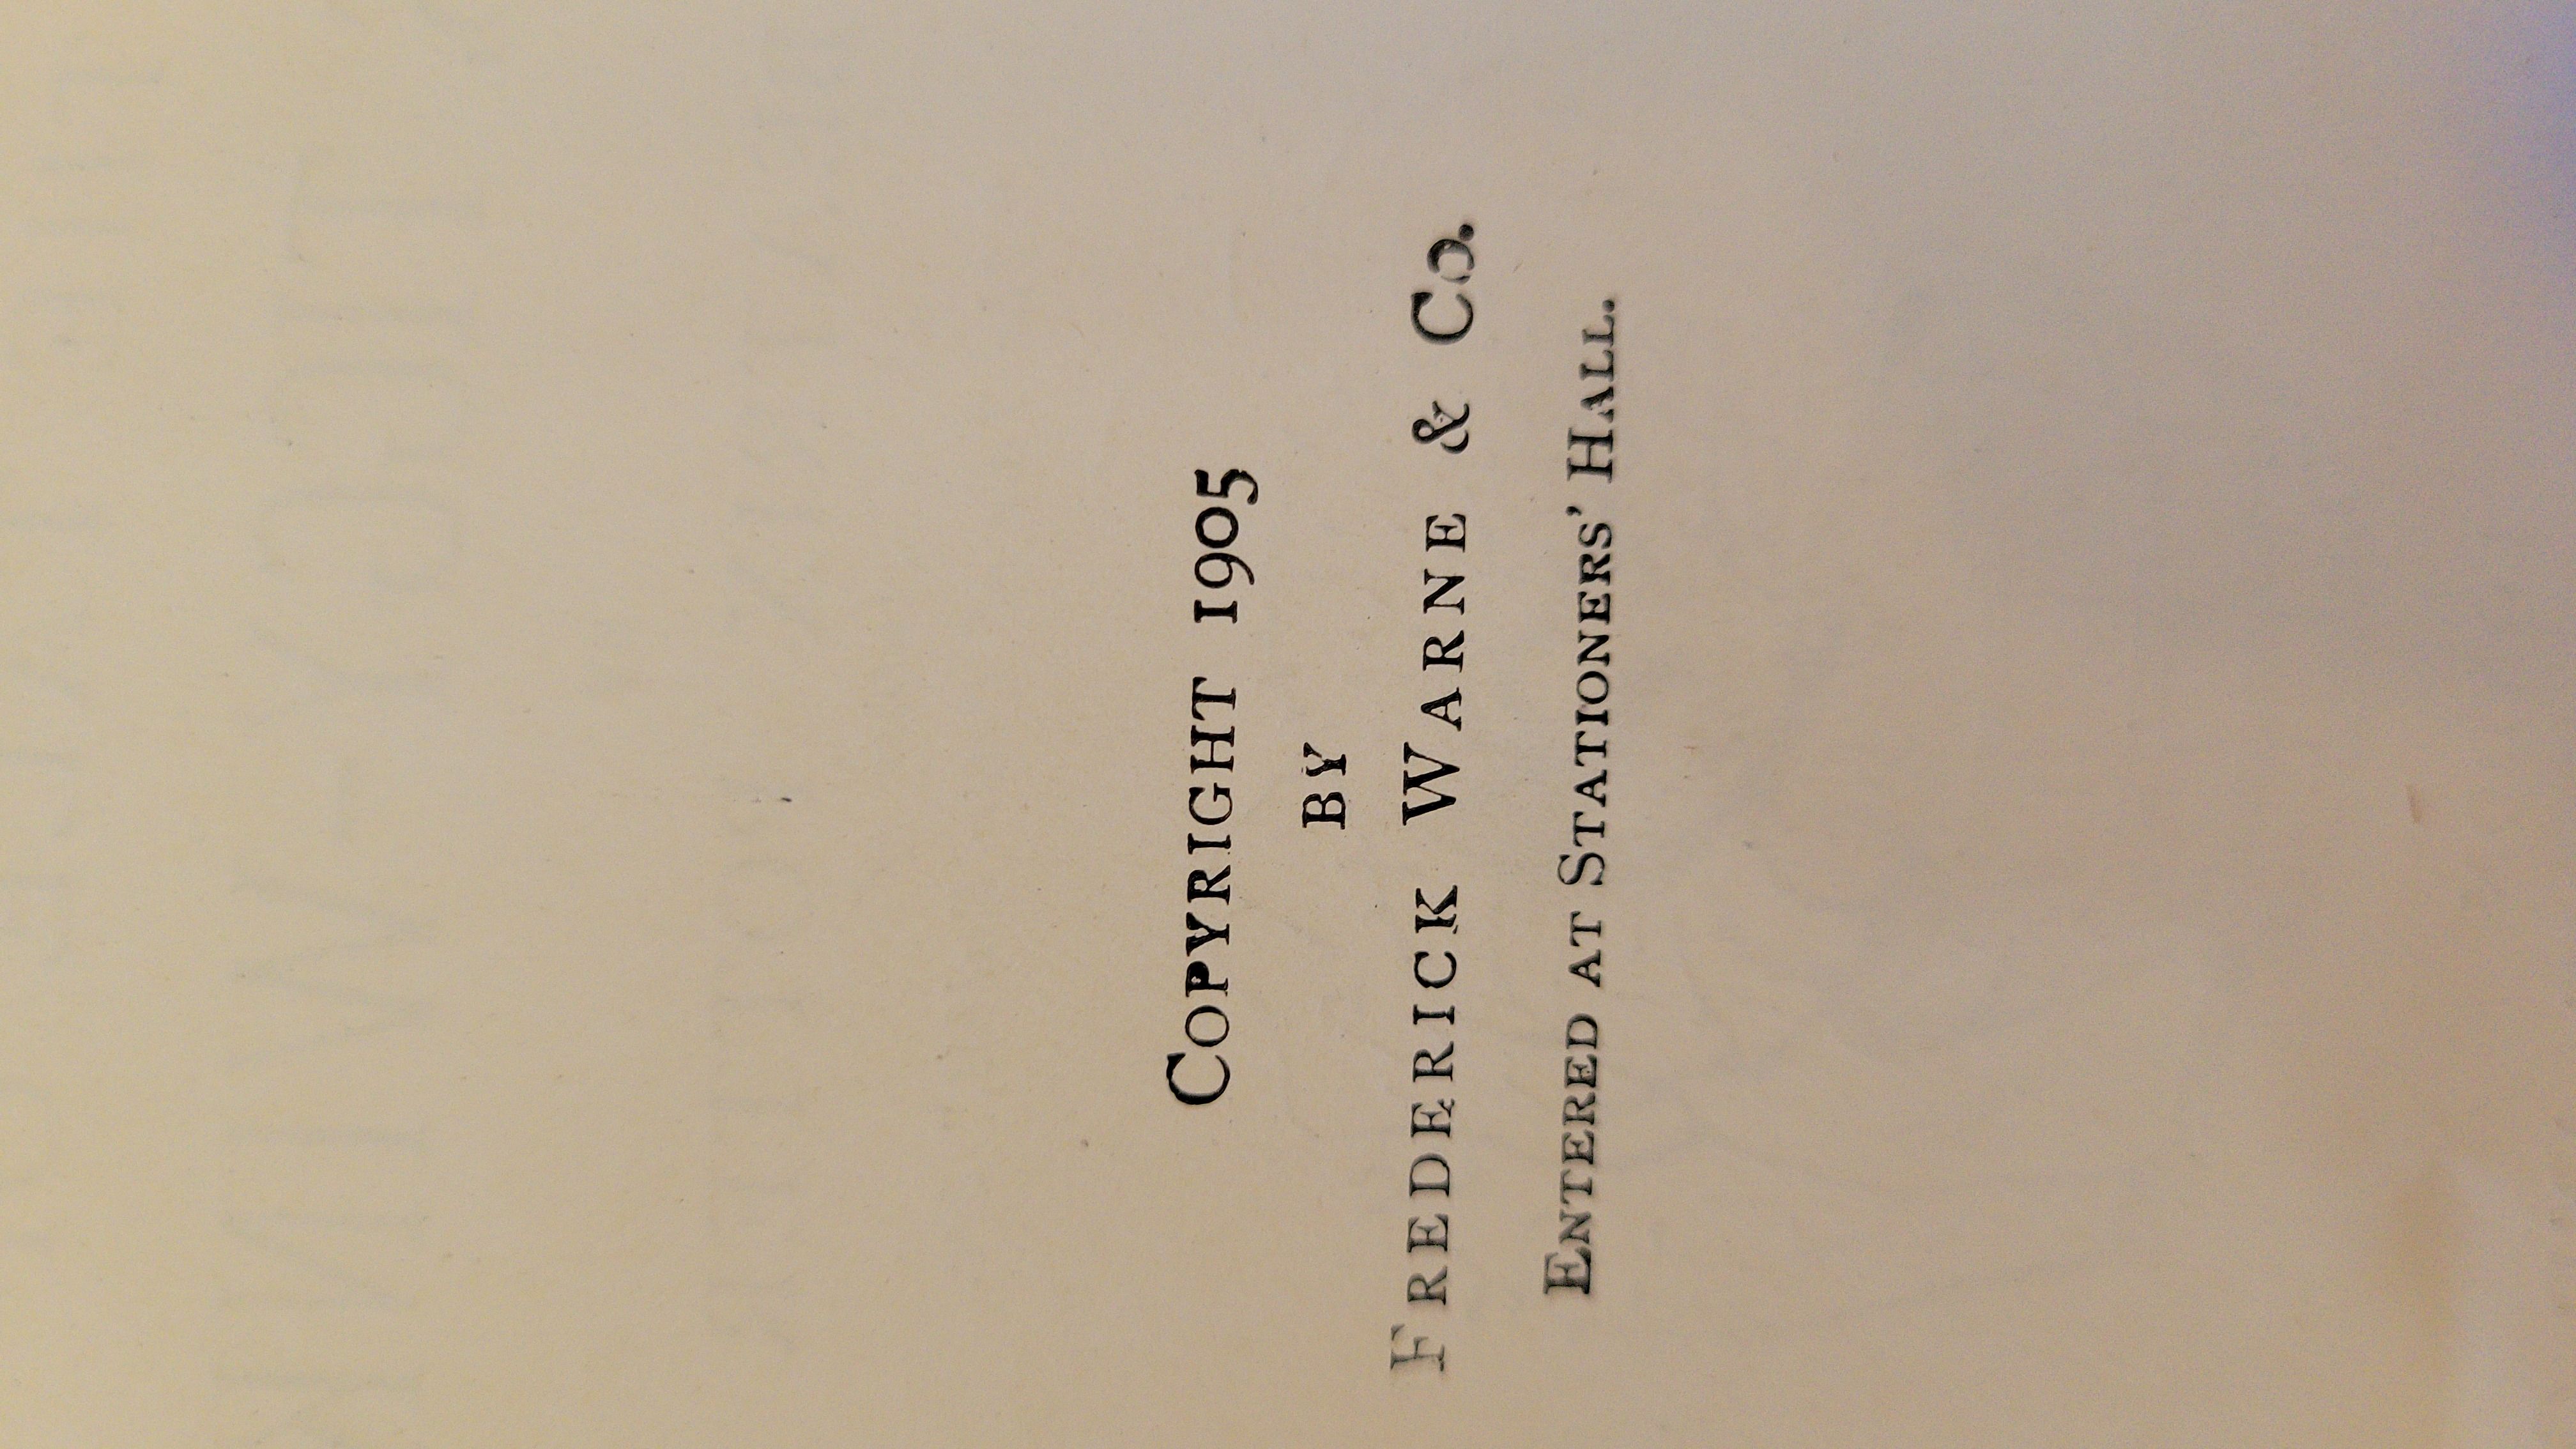 COPYRIGHT 1905
BY
FREDERICK WARNE & CO.
ENTERED AT STATIONERS' HALL.